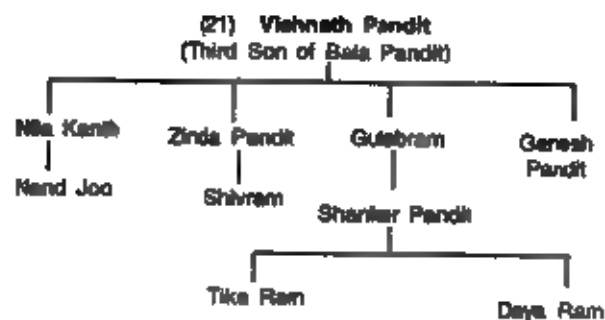 (21) Vishnath Pandit
(Third Son of Bala Pandit)
Nila Kanth
Zinda Pandit
Gulabram
Ganesh
Pandit
Nand Joo
Shivram
Shanker Pandit
Tika Ram
Daya Ram